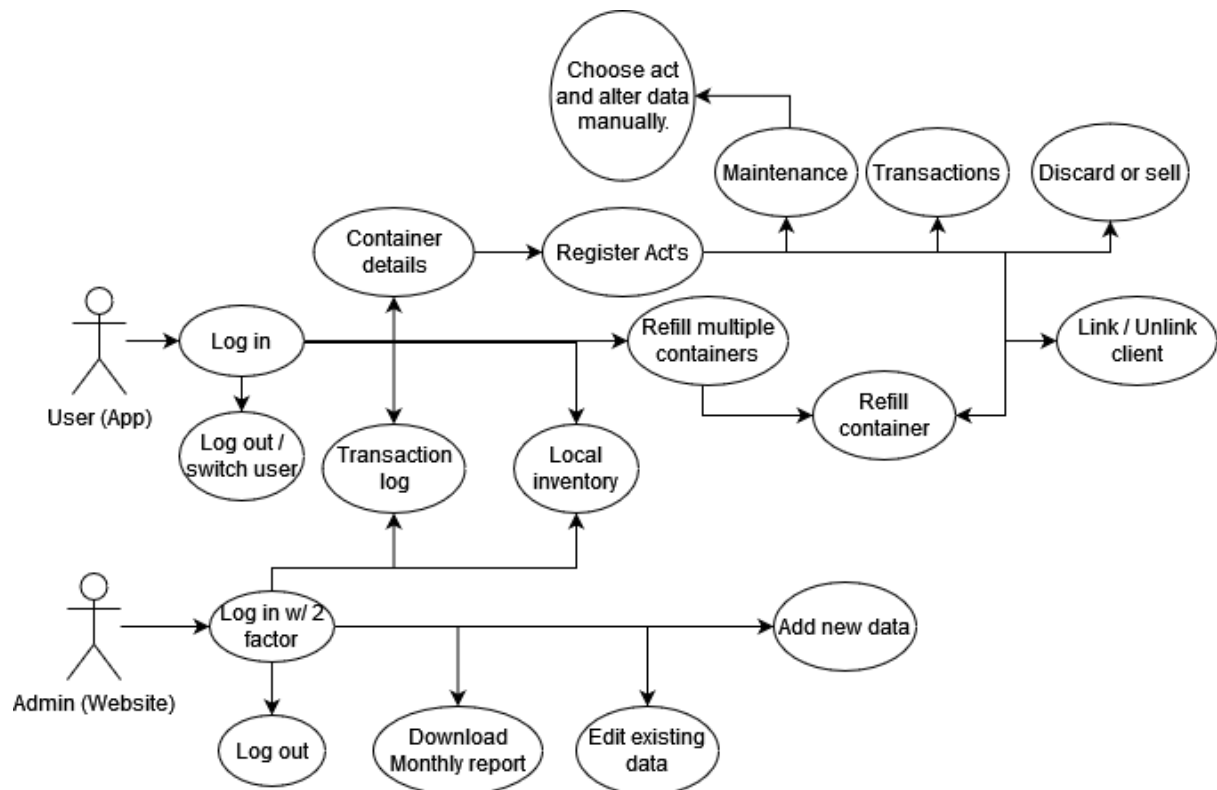 Choose act
and alter data
manually.
Maintenance
Transactions
Discard or sell
Container
details
Register Act's
Log in
Refill multiple
containers
Link / Unlink
client
User (App)
Log out /
switch user
Transaction
log
Local
inventory
Refill
container
Log in w/ 2
factor
Add new data
Admin (Website)
Log out
Download
Monthly report
Edit existing
data